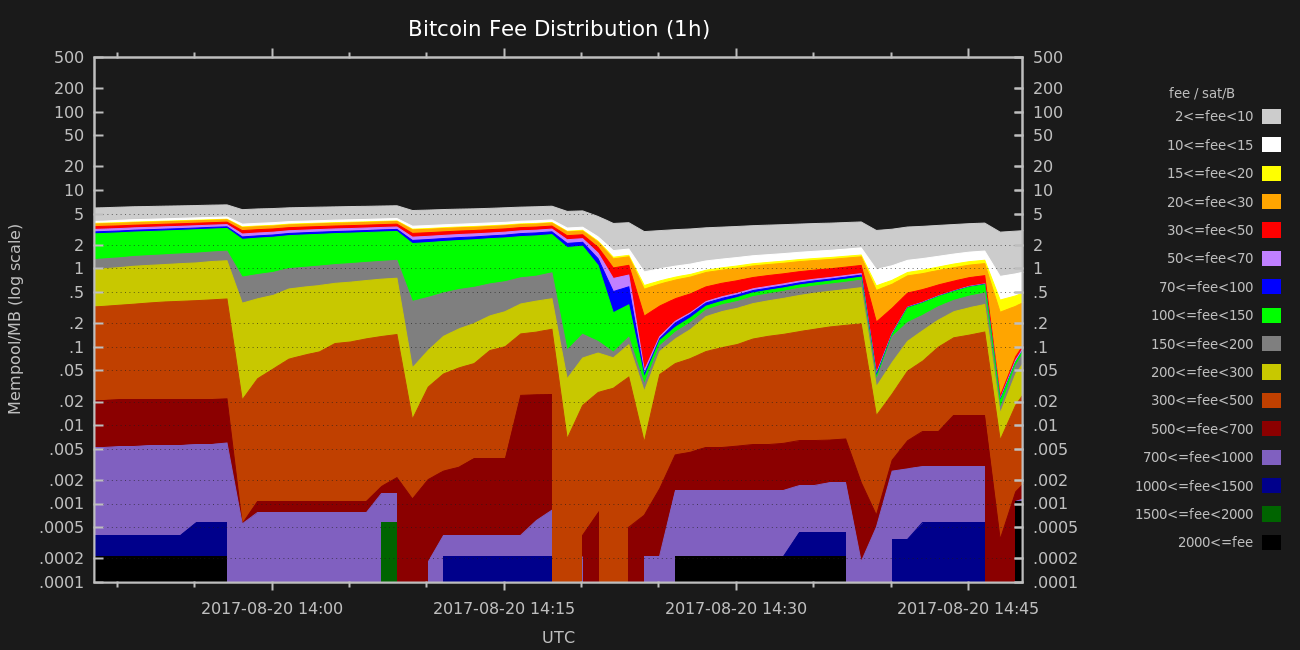 Bitcoin Fee Distribution (1h)
500 500
200 200
100 100
50 50
20 20
10 10
5 5
2 2
1 1
.5 .5
.2 .2
.1 .1
.05 .05
.02 .02
.01 .01
.005 .005
.002 .002
.001 .001
.0005 .0005
.0002 .0002
.0001 .0001
Mempool/MB (log scale)
2017-08-20 14:00 2017-08-20 14:15 2017-08-20 14:30 2017-08-20 14:45
UTC
fee / sat/B
2<=fee<10
10<=fee<15
15<=fee<20
20<=fee<30
30<=fee<50
50<=fee<70
70<=fee<100
100<=fee<150
150<=fee<200
200<=fee<300
300<=fee<500
500<=fee<700
700<=fee<1000
1000<=fee<1500
1500<=fee<2000
2000<=fee